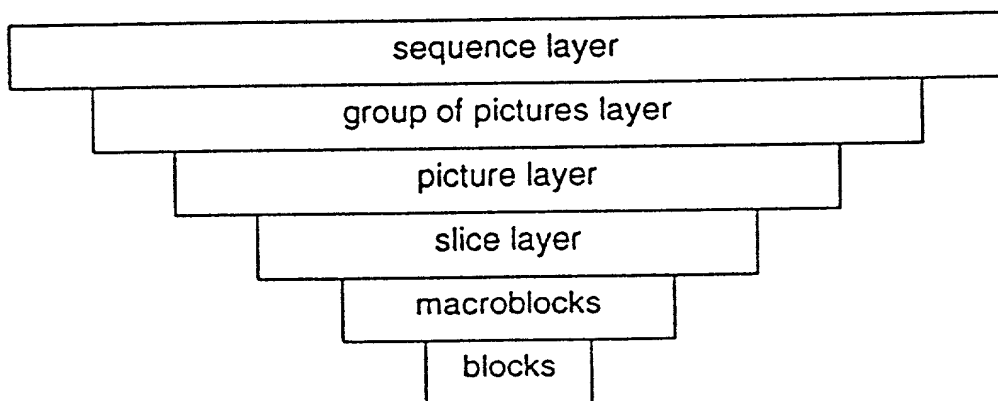 sequence layer
group of pictures layer
picture layer
slice layer
macroblocks
blocks